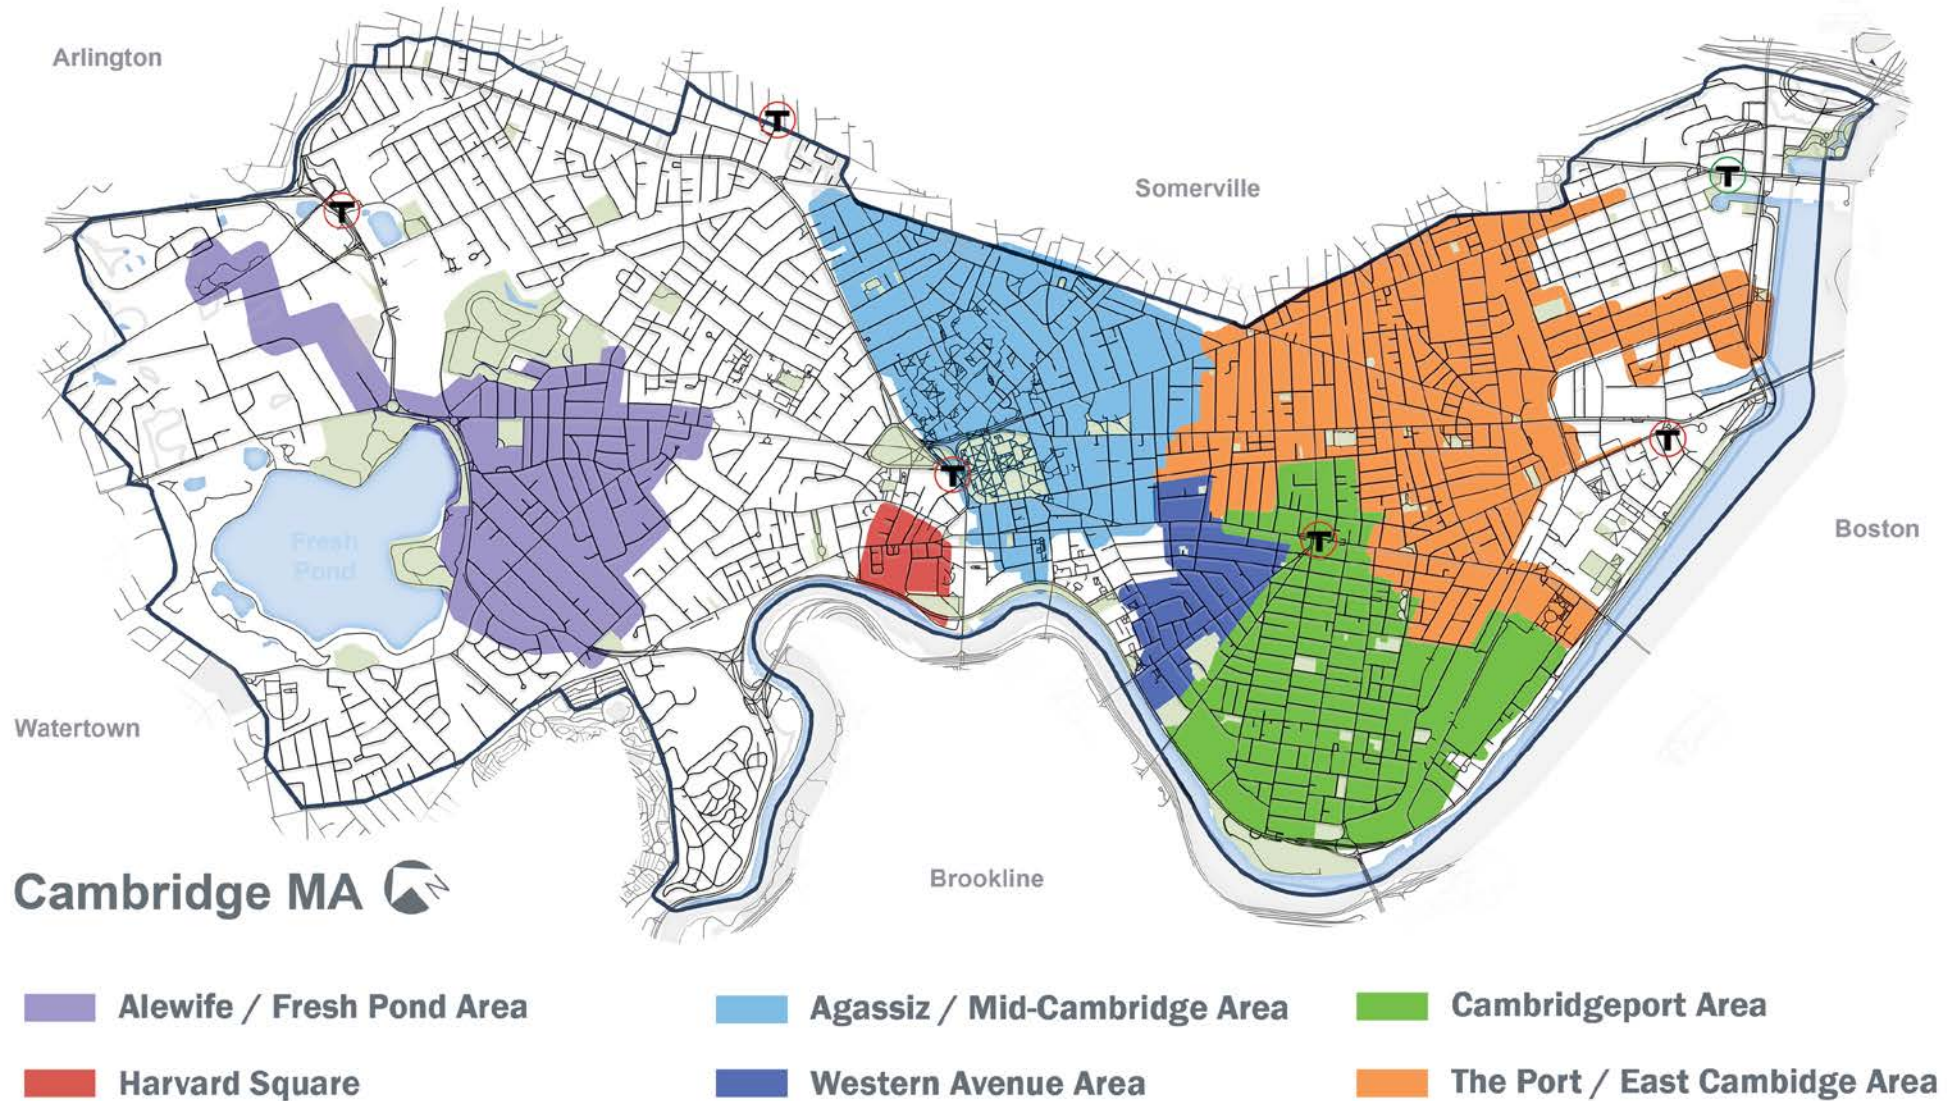 Arlington
T
Somerville
T
T
T
T
Boston
Fresh
Pond
T
Watertown
Brookline
Cambridge MA
N
Alewife / Fresh Pond Area
Agassiz / Mid-Cambridge Area
Cambridgeport Area
Harvard Square
Western Avenue Area
The Port / East Cambidge Area